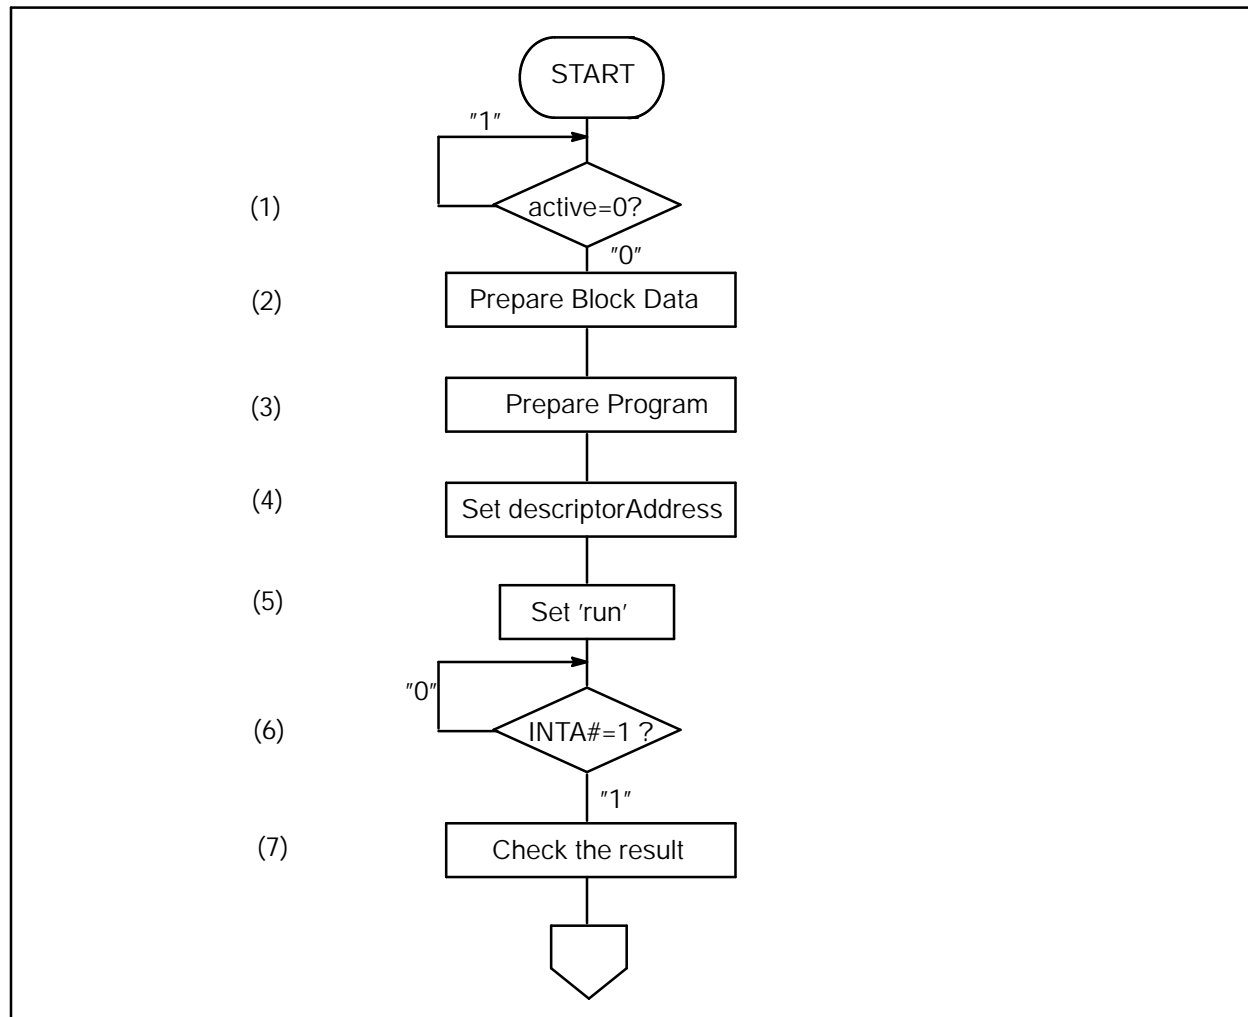 START
"1"
(1)
active=0?
"0"
(2)
Prepare Block Data
(3)
Prepare Program
(4)
Set descriptorAddress
(5)
Set 'run'
"0"
(6)
INTA#=1 ?
"1"
(7)
Check the result